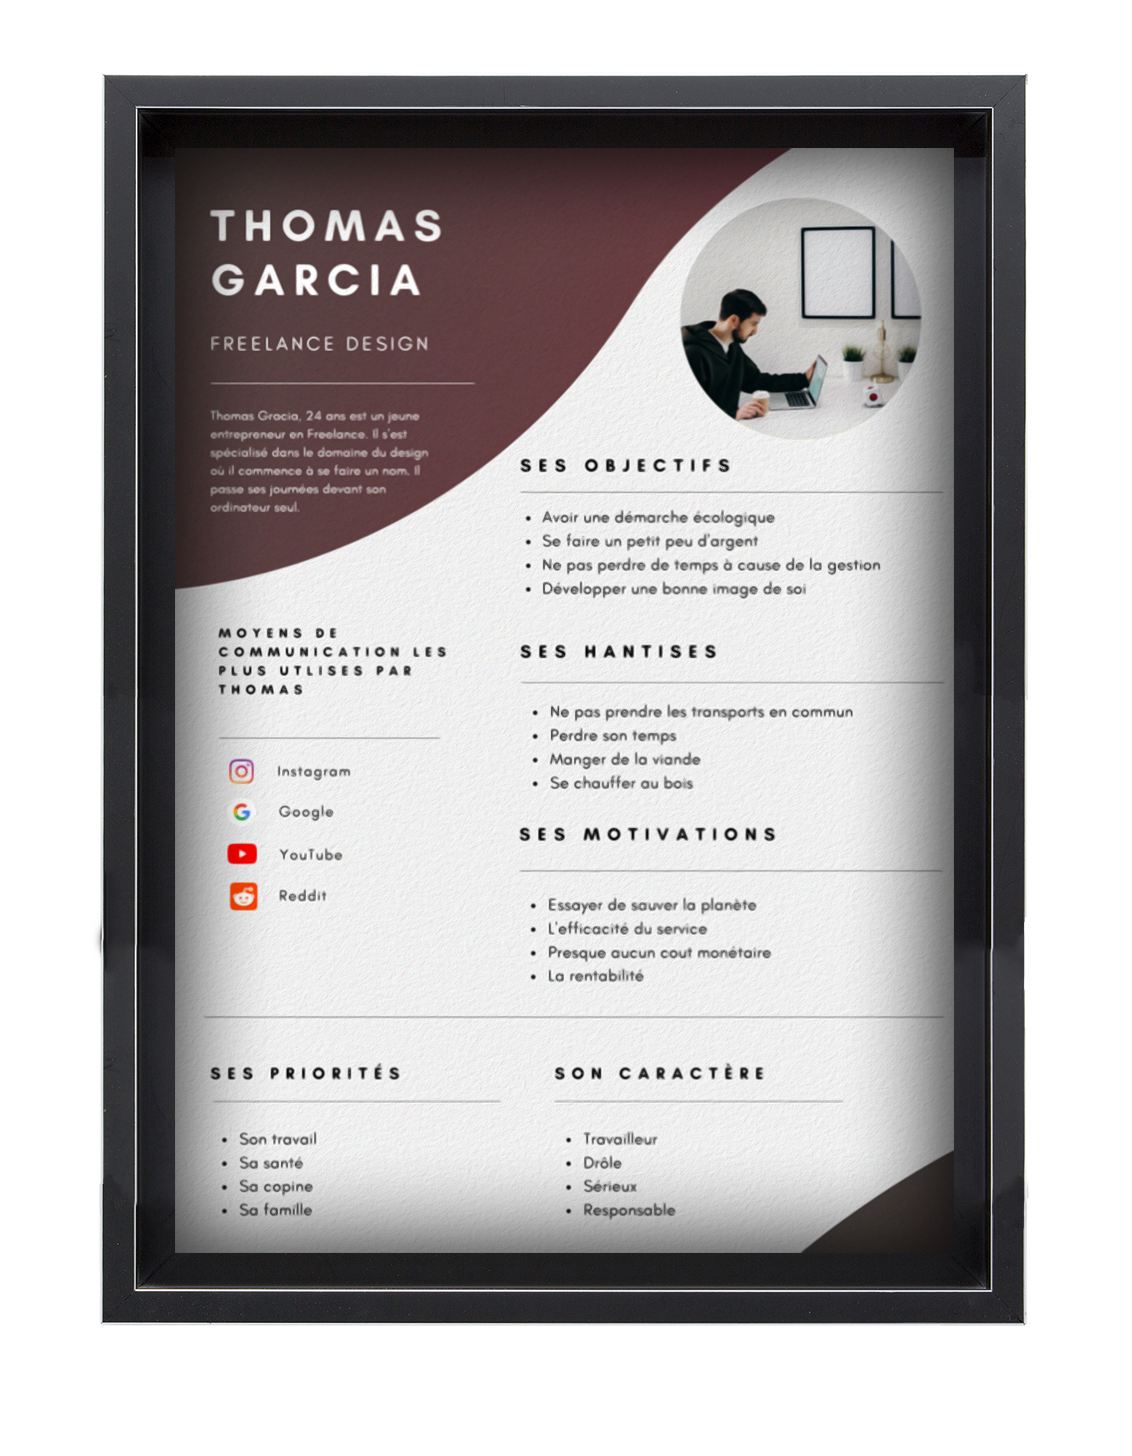 THOMAS
GARCIA
FREELANCE DESIGN
Thomas Gracia, 24 ans est un jeune
entrepreneur en Freelance. Il s'est
spécialisé dans le domaine du design
où il commence à se faire un nom. Il
passe ses journées devant son
ordinateur seul.
MOYENS DE
COMMUNICATION LES
PLUS UTLISES PAR
THOMAS
Instagram
Google
YouTube
Reddit
SES OBJECTIFS
• Avoir une démarche écologique
• Se faire un petit peu d'argent
• Ne pas perdre de temps à cause de la gestion
• Développer une bonne image de soi
SES HANTISES
• Ne pas prendre les transports en commun
• Perdre son temps
• Manger de la viande
• Se chauffer au bois
SES MOTIVATIONS
• Essayer de sauver la planète
• L'efficacité du service
• Presque aucun cout monétaire
• La rentabilité
SES PRIORITÉS
• Son travail
• Sa santé
• Sa copine
• Sa famille
SON CARACTÈRE
• Travailleur
• Drôle
• Sérieux
• Responsable